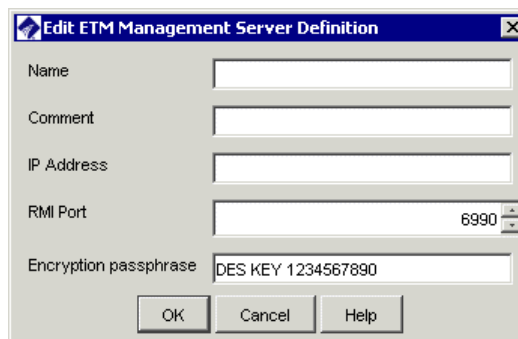 Edit ETM Management Server Definition
Name
Comment
IP Address
RMI Port 6990
Encryption passphrase DES KEY 1234567890
OK Cancel Help